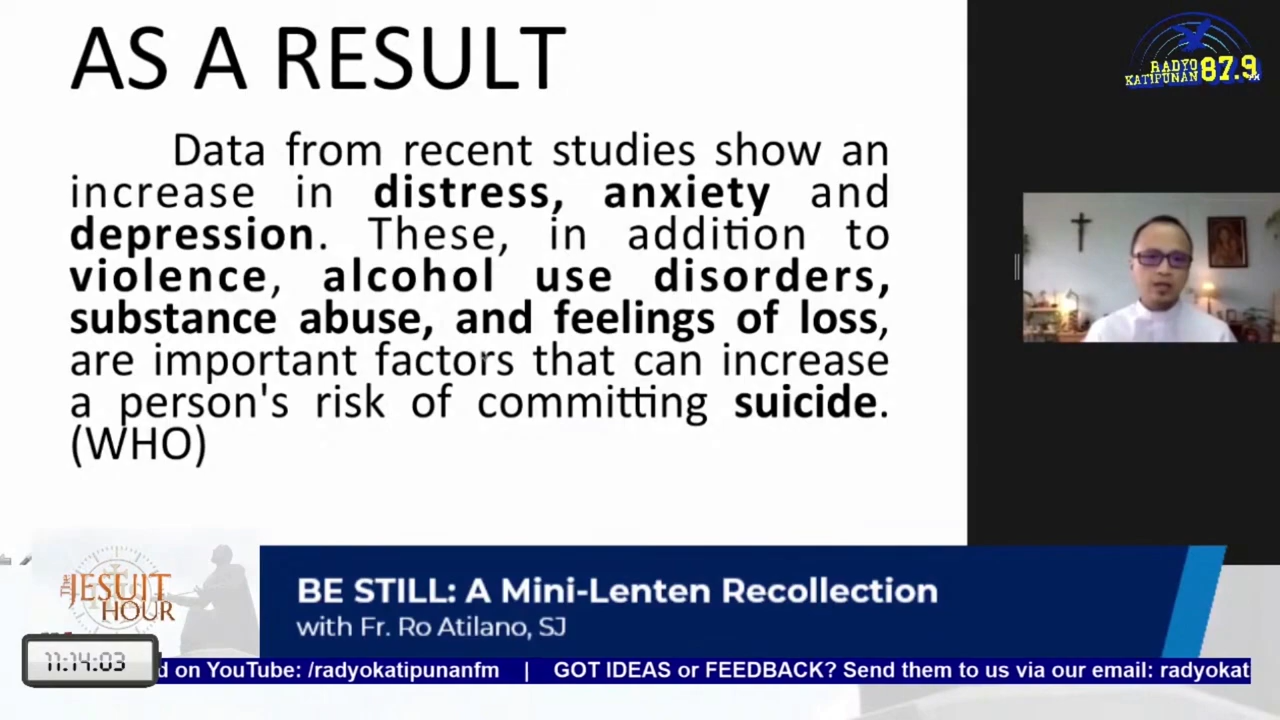 AS A RESULT
Data from recent studies show an
increase in distress, anxiety and
depression. These, in addition to
violence, alcohol use disorders,
substance abuse, and feelings of loss,
are important factors that can increase
a person's risk of committing suicide.
(WHO)
RADYO
KATIPUNAN 87.9
The
JESUIT
HOUR
BE STILL: A Mini-Lenten Recollection
with Fr. Ro Atilano, SJ
11:14:03
d on YouTube: /radyokatipunanfm | GOT IDEAS or FEEDBACK? Send them to us via our email: radyokat